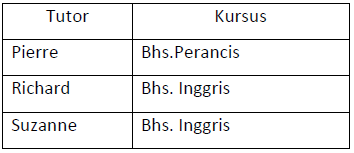 Tutor Kursus
Pierre Bhs.Perancis
Richard Bhs. Inggris
Suzanne Bhs. Inggris